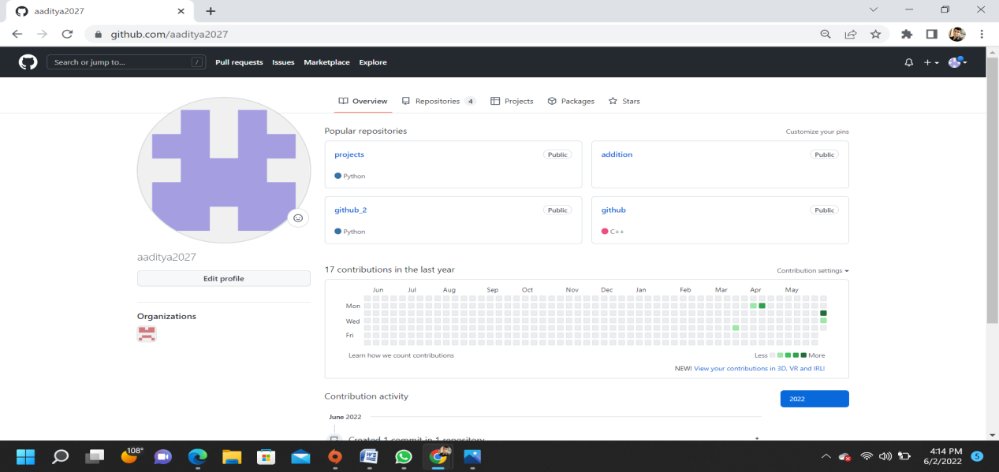 aaditya2027
github.com/aaditya2027
Search or jump to... /
Pull requests Issues Marketplace Explore
Overview Repositories 4 Projects Packages Stars
Popular repositories Customize your pins
projects Public addition Public
Python
github_2 Public github Public
Python C++
aaditya2027
Edit profile
Organizations
17 contributions in the last year Contribution settings
Jun Jul Aug Sep Oct Nov Dec Jan Feb Mar Apr May
Mon
Wed
Fri
Learn how we count contributions Less More
NEW! View your contributions in 3D, VR and IRL!
Contribution activity 2022
June 2022
Created 1 commit in 1 repository
108°
4:14 PM
6/2/2022 5